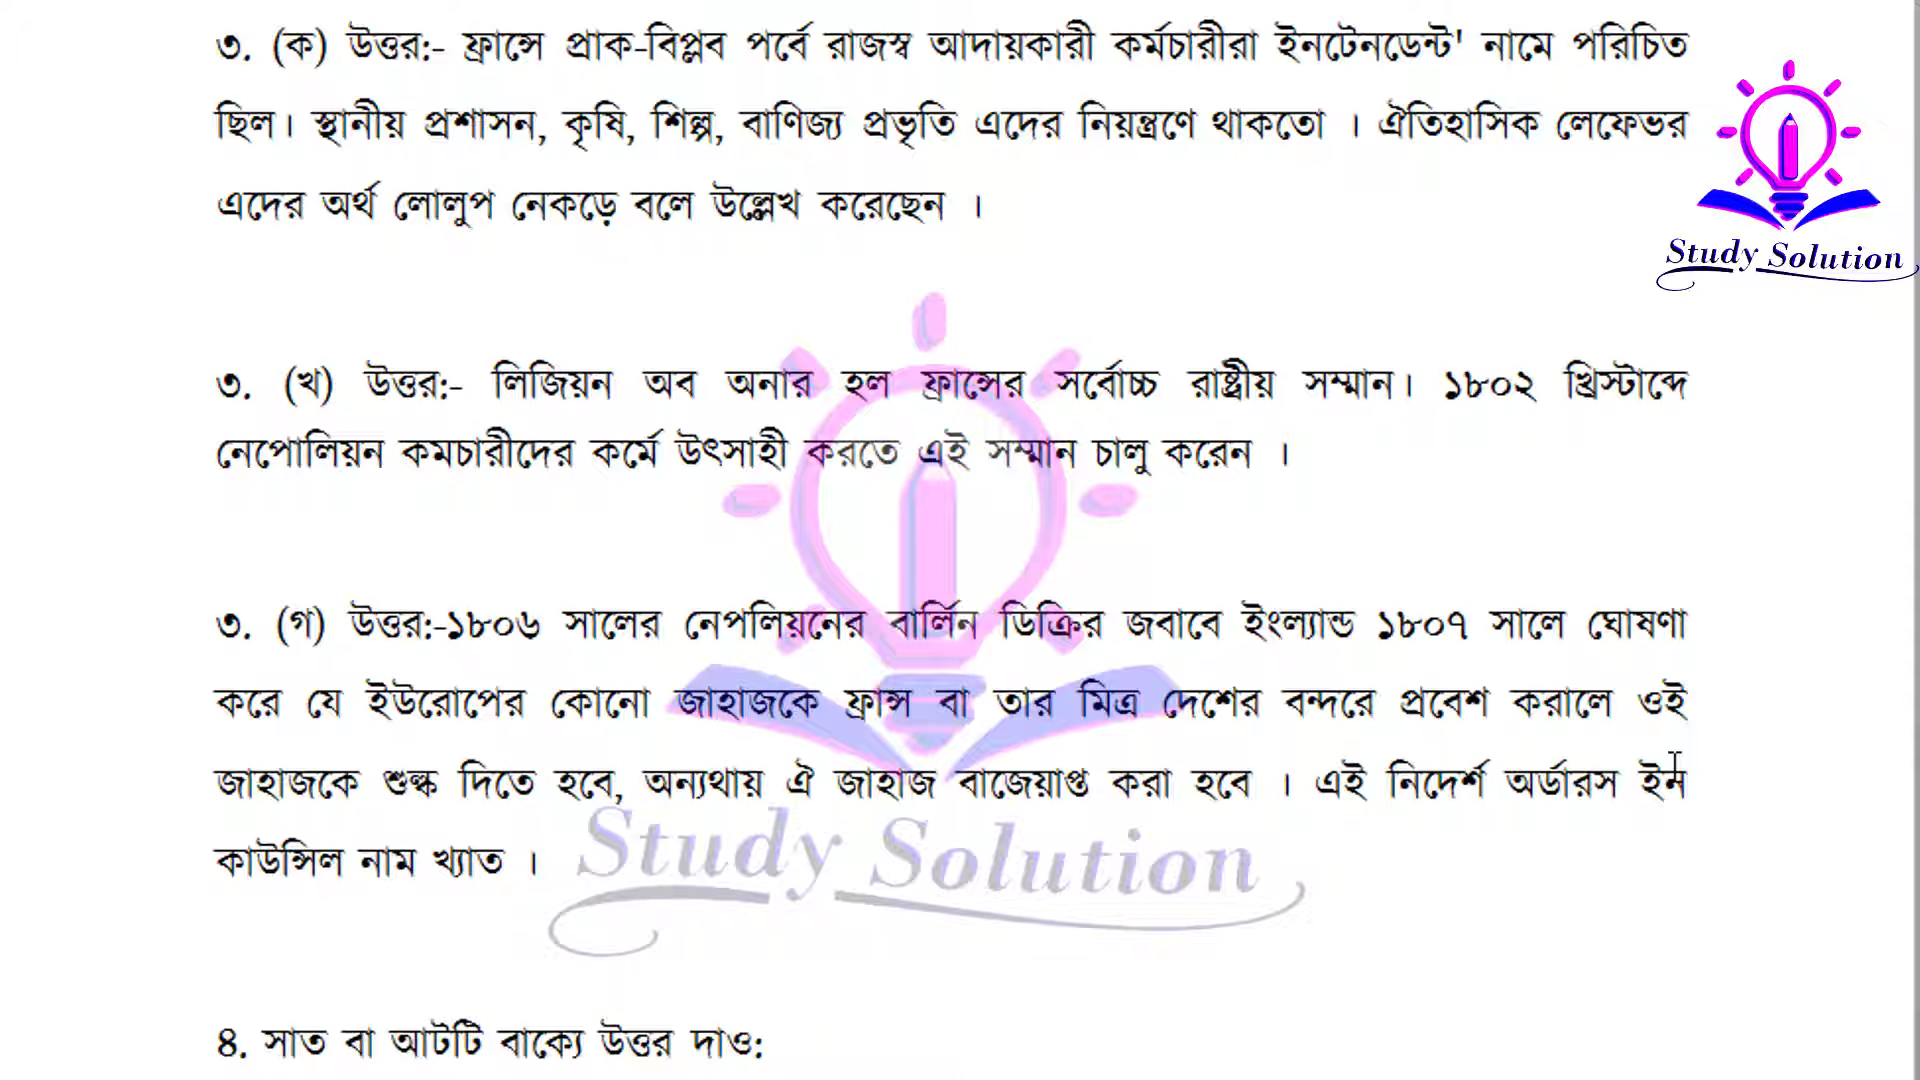 ৩. (ক) উত্তর:- ফ্রান্সে প্রাক-বিপ্লব পর্বে রাজস্ব আদায়কারী কর্মচারীরা ইনটেনডেন্ট' নামে পরিচিত
ছিল। স্থানীয় প্রশাসন, কৃষি, শিল্প, বাণিজ্য প্রভৃতি এদের নিয়ন্ত্রণে থাকতো । ঐতিহাসিক লেফেভর
এদের অর্থ লোলুপ নেকড়ে বলে উল্লেখ করেছেন ।
Study Solution
৩. (খ) উত্তর:- লিজিয়ন অব অনার হল ফ্রান্সের সর্বোচ্চ রাষ্ট্রীয় সম্মান। ১৮০২ খ্রিস্টাব্দে
নেপোলিয়ন কমচারীদের কর্মে উৎসাহী করতে এই সম্মান চালু করেন ।
৩. (গ) উত্তর:-১৮০৬ সালের নেপলিয়নের বার্লিন ডিক্রির জবাবে ইংল্যান্ড ১৮০৭ সালে ঘোষণা
করে যে ইউরোপের কোনো জাহাজকে ফ্রান্স বা তার মিত্র দেশের বন্দরে প্রবেশ করালে ওই
জাহাজকে শুল্ক দিতে হবে, অন্যথায় ঐ জাহাজ বাজেয়াপ্ত করা হবে । এই নিদের্শ অর্ডারস ইন
কাউন্সিল নাম খ্যাত ।
Study Solution
৪. সাত বা আটটি বাক্যে উত্তর দাও: